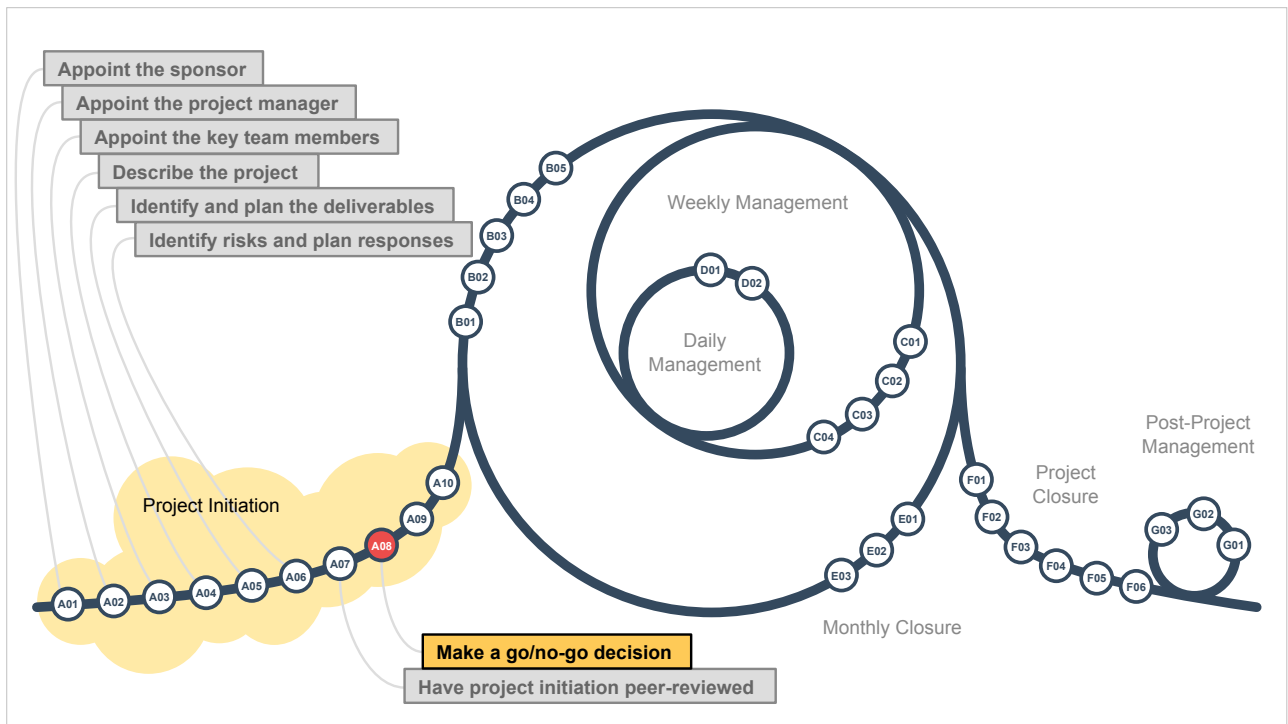 Appoint the sponsor
Appoint the project manager
Appoint the key team members
Describe the project
Identify and plan the deliverables
Identify risks and plan responses
B05
B04
B03
B02
B01
Weekly Management
D01
D02
Daily
Management
C01
C02
C03
C04
Post-Project
Management
Project
Closure
Project Initiation
A01
A02
A03
A04
A05
A06
A07
A08
A09
A10
E01
E02
E03
Monthly Closure
F01
F02
F03
F04
F05
F06
G03
G02
G01
Make a go/no-go decision
Have project initiation peer-reviewed